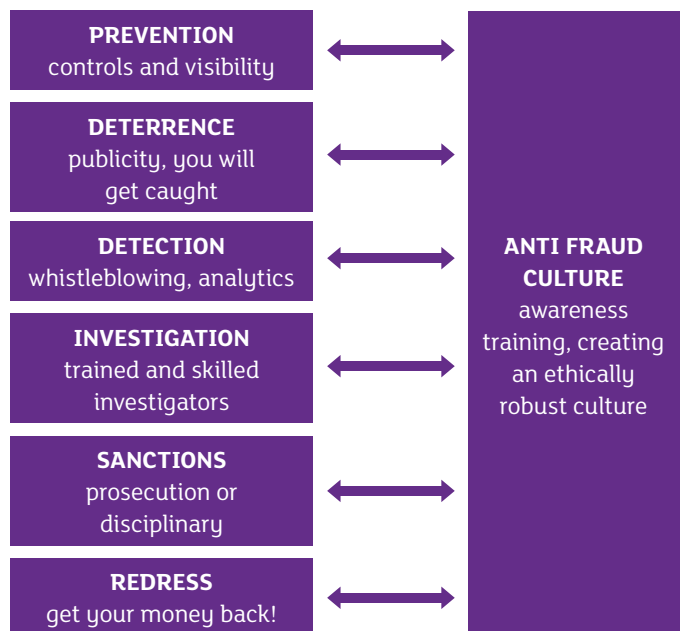 PREVENTION
controls and visibility
DETERRENCE
publicity, you will
get caught
DETECTION
whistleblowing, analytics
INVESTIGATION
trained and skilled
investigators
SANCTIONS
prosecution or
disciplinary
REDRESS
get your money back!
ANTI FRAUD
CULTURE
awareness
training, creating
an ethically
robust culture